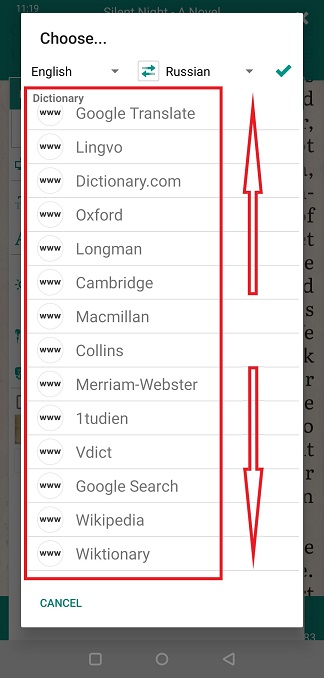 11:19
Silent Night - A Novel
Choose...
English Russian
Dictionary
www Google Translate
www Lingvo
www Dictionary.com
www Oxford
www Longman
www Cambridge
www Macmillan
www Collins
www Merriam-Webster
www 1tudien
www Vdict
www Google Search
www Wikipedia
www Wiktionary
CANCEL